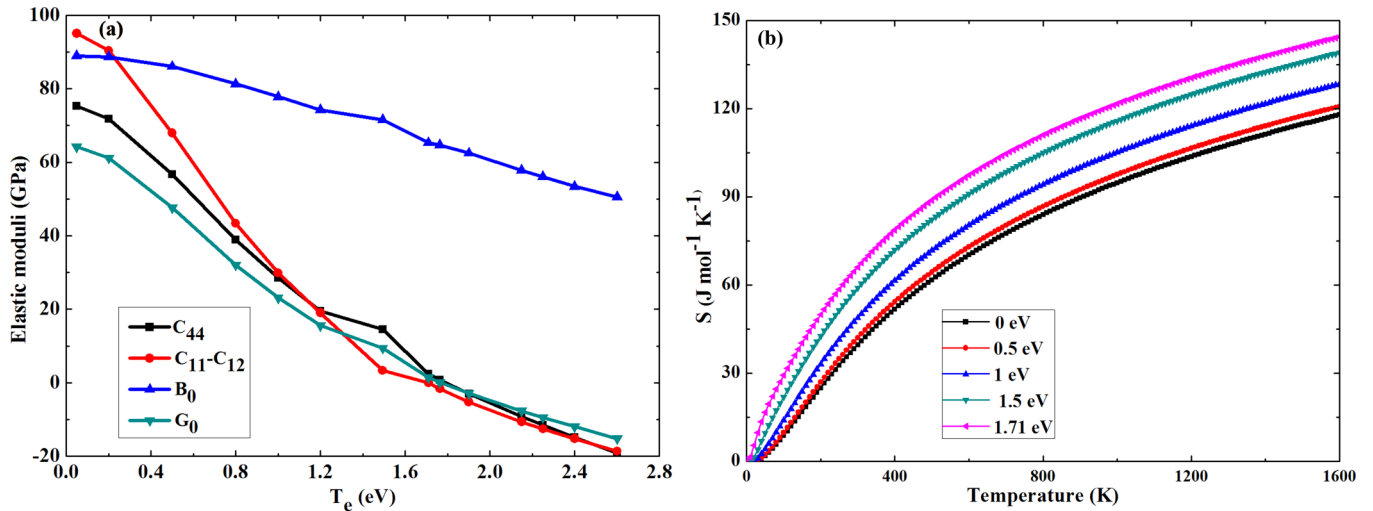 (a)
Elastic moduli (GPa)
100
80
60
40
20
0
-20
C44
C11-C12
B0
G0
0.0 0.4 0.8 1.2 1.6 2.0 2.4 2.8
Te (eV)
(b)
S (J mol-1 K-1)
150
120
90
60
30
0
0 eV
0.5 eV
1 eV
1.5 eV
1.71 eV
0 400 800 1200 1600
Temperature (K)